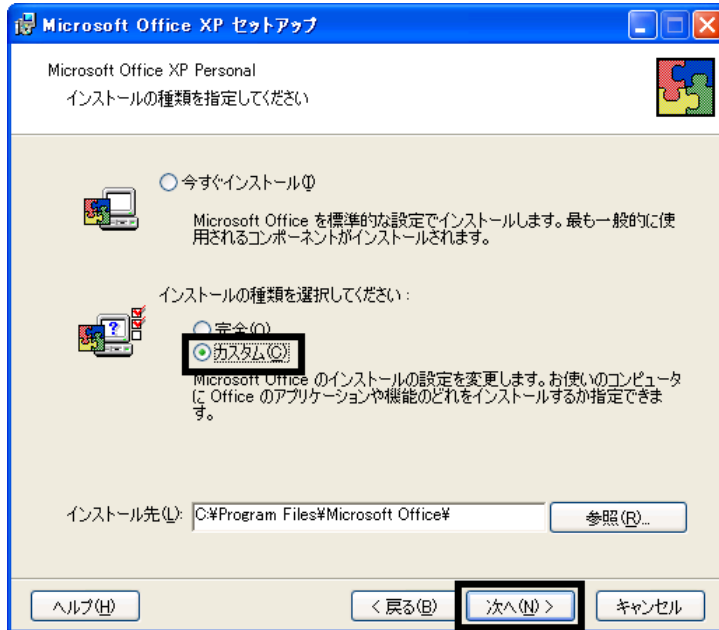 Microsoft Office XP セットアップ
Microsoft Office XP Personal
インストールの種類を指定してください
今すぐインストール(I)
Microsoft Office を標準的な設定でインストールします。最も一般的に使
用されるコンポーネントがインストールされます。
インストールの種類を選択してください :
完全(O)
カスタム(C)
Microsoft Office のインストールの設定を変更します。お使いのコンピュータ
に Office のアプリケーションや機能のどれをインストールするか指定できま
す。
インストール先(L): C:¥Program Files¥Microsoft Office¥ 参照(R)...
ヘルプ(H) < 戻る(B) 次へ(N) > キャンセル